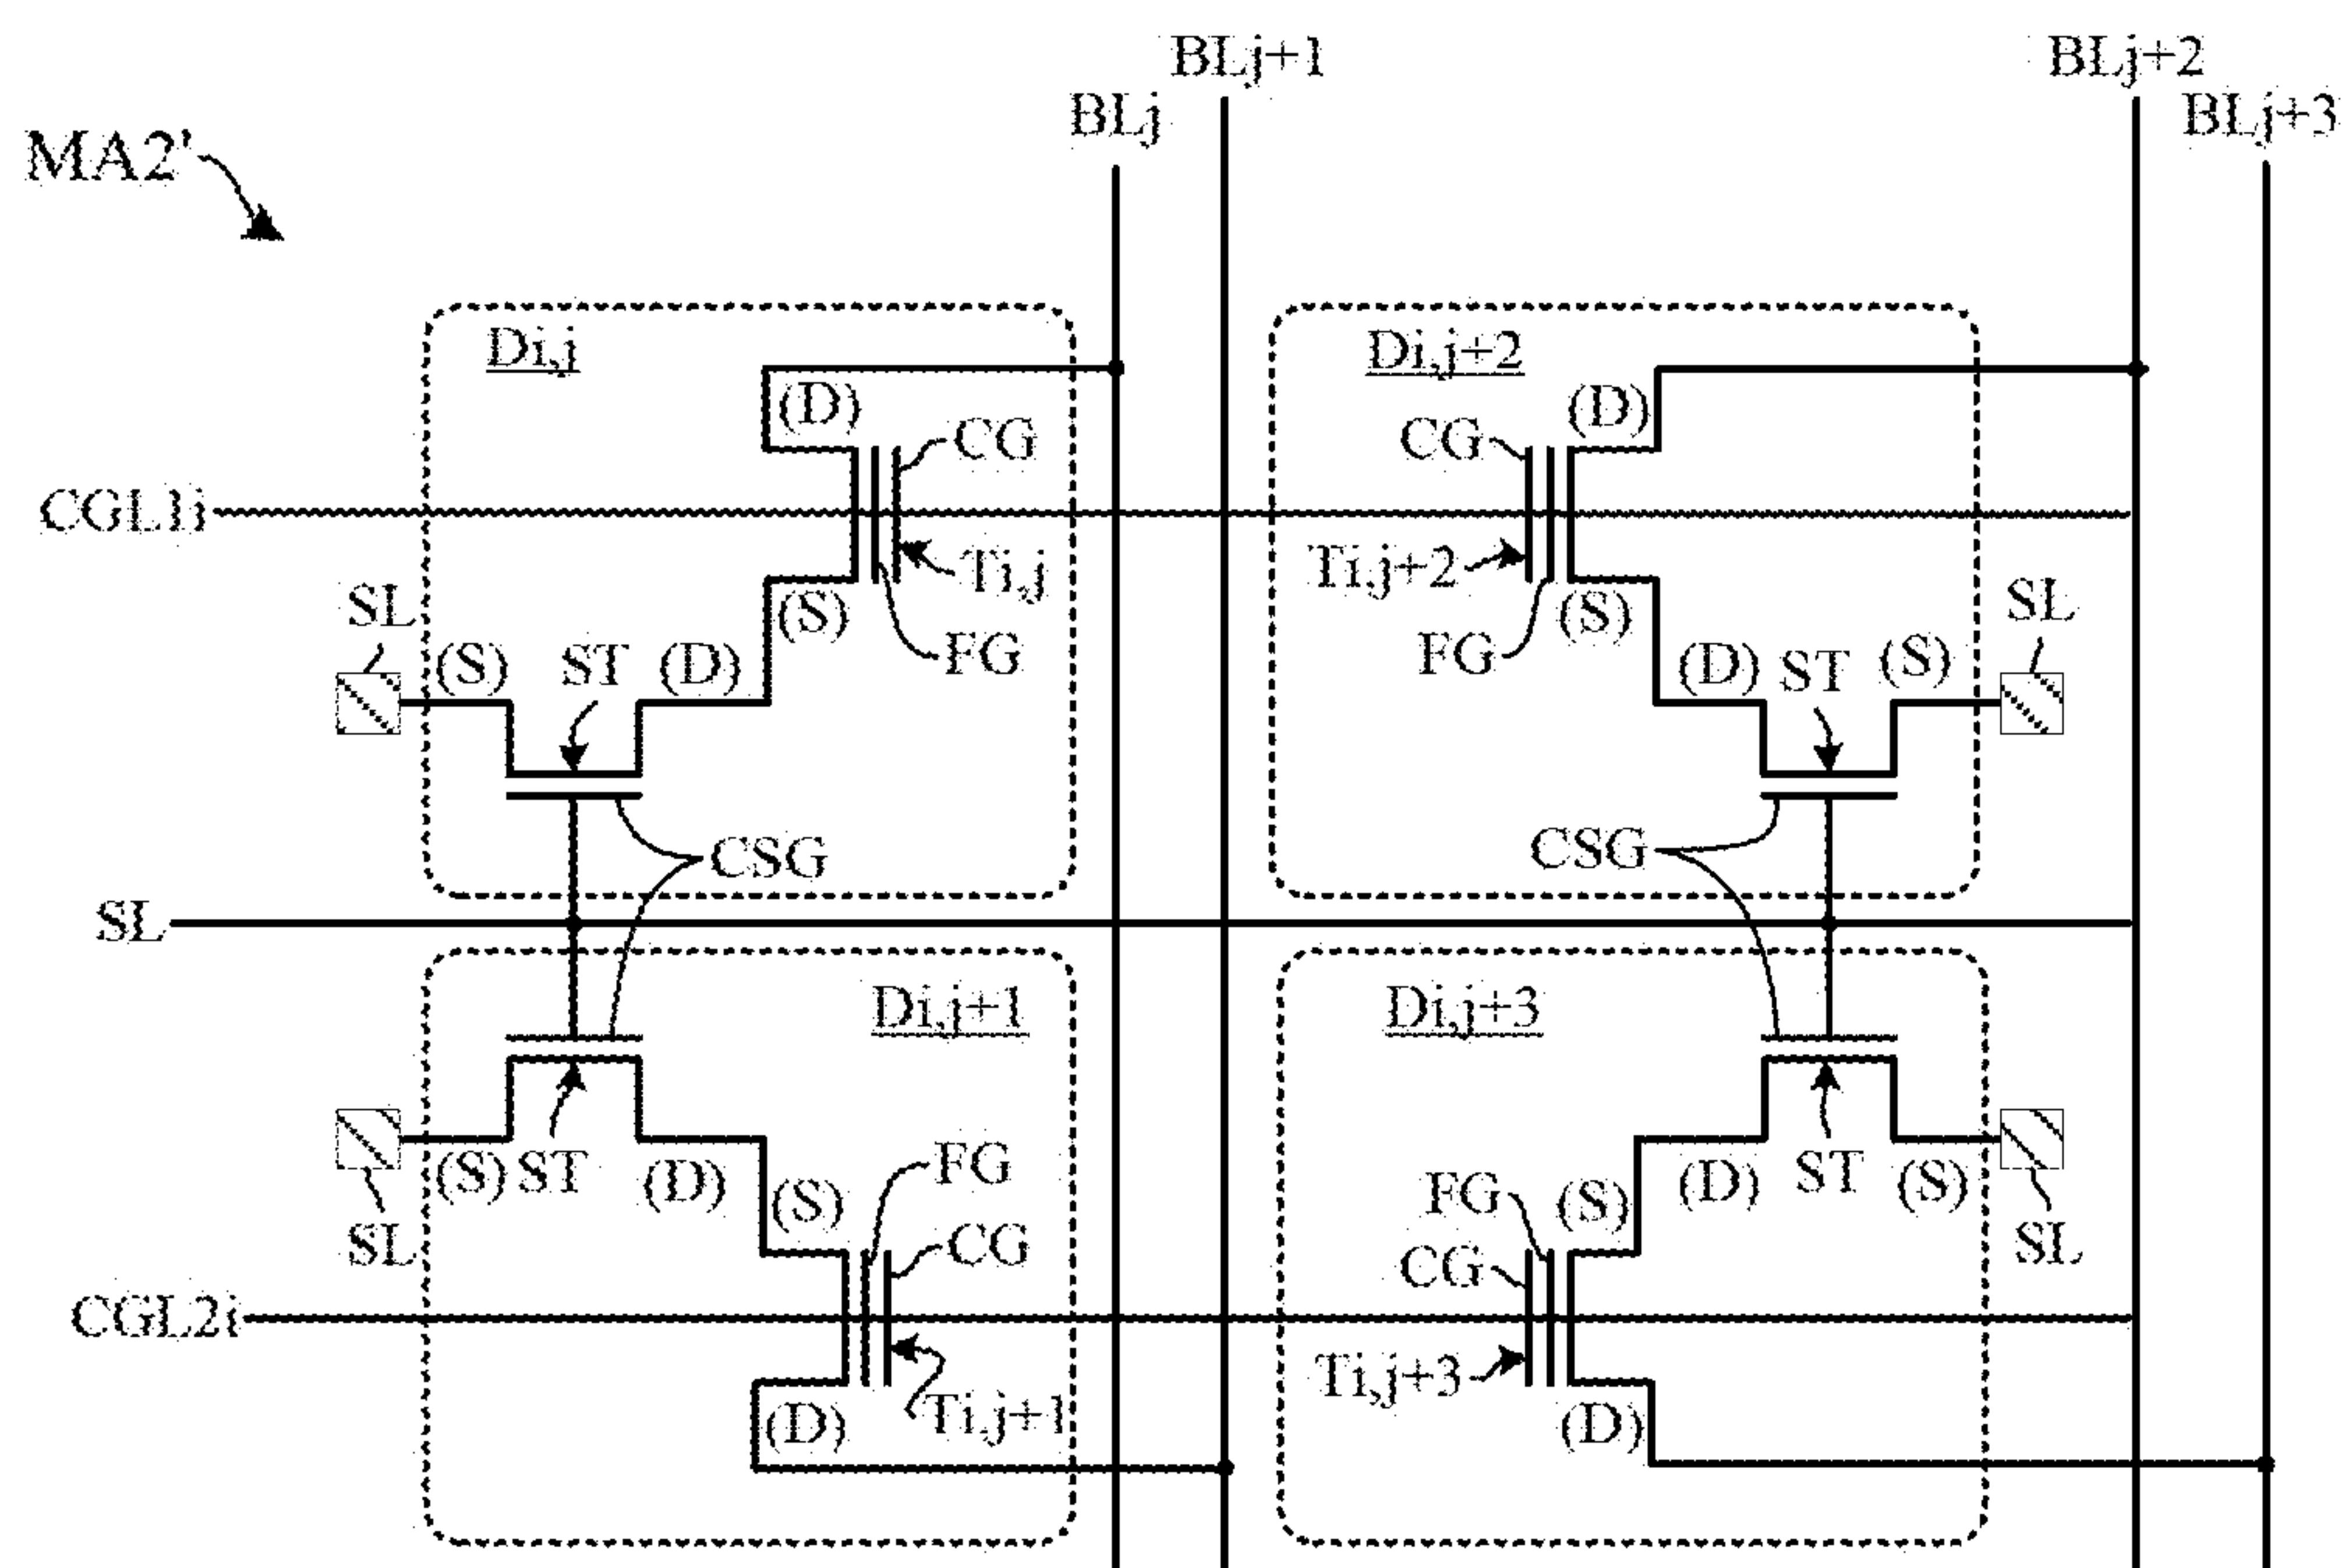 BLj+1
BLj+2
BLj
BLj+3
MA2'
Di,j
Di,j+2
(D)
(D)
CG
CG
CGL1i
Ti,j
Ti,j+2
SL
(S)
(S)
SL
FG
FG
(S)
ST
(D)
(D)
ST
(S)
CSG
CSG
SL
Di,j+1
Di,j+3
(S)
ST
(D)
FG
(S)
(D)
ST
(S)
FG
(S)
SL
CG
CG
SL
CGL2i
Ti,j+1
Ti,j+3
(D)
(D)